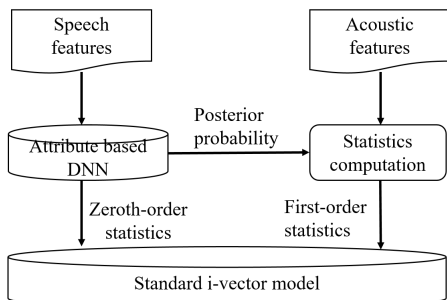 Speech
features
Acoustic
features
Posterior
probability
Attribute based
DNN
Statistics
computation
Zeroth-order
statistics
First-order
statistics
Standard i-vector model